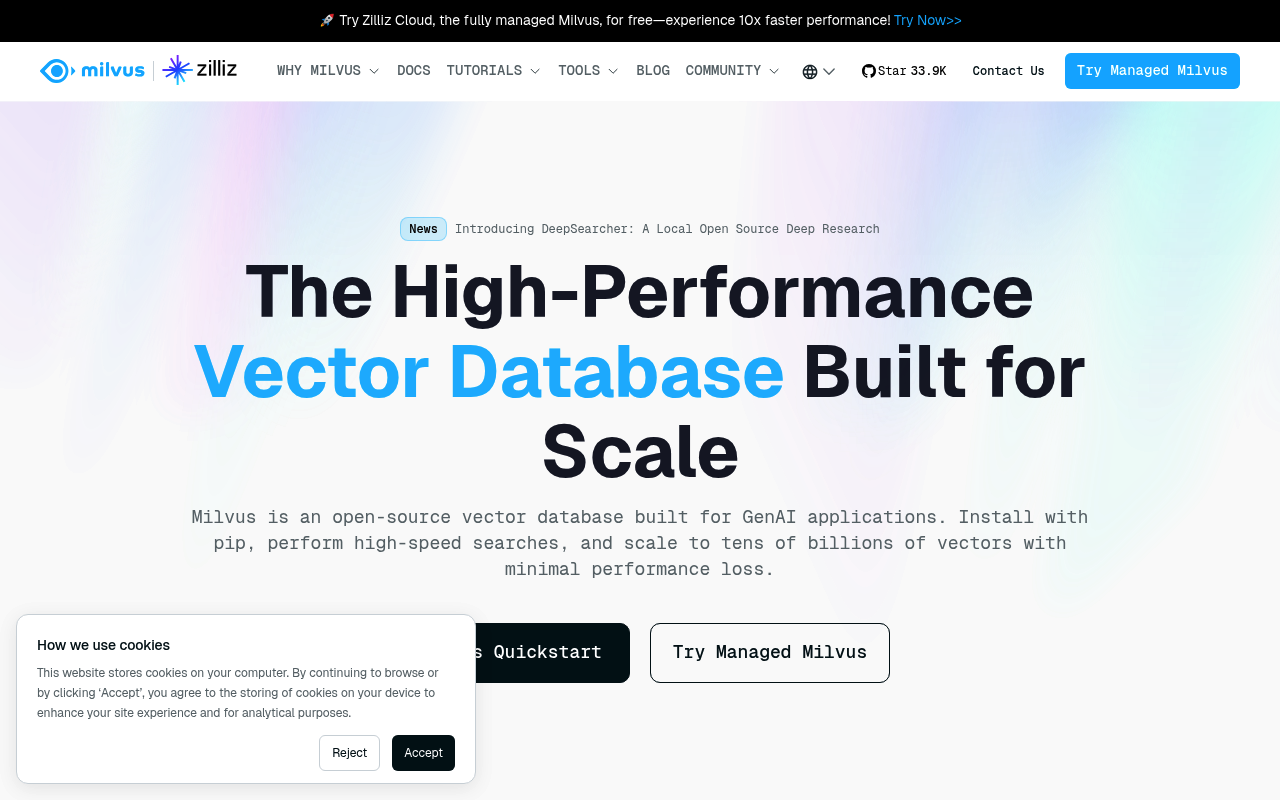 🚀 Try Zilliz Cloud, the fully managed Milvus, for free—experience 10x faster performance! Try Now>>
milvus zilliz WHY MILVUS DOCS TUTORIALS TOOLS BLOG COMMUNITY Star 33.9K Contact Us Try Managed Milvus
News Introducing DeepSearcher: A Local Open Source Deep Research
The High-Performance
Vector Database Built for
Scale
Milvus is an open-source vector database built for GenAI applications. Install with
pip, perform high-speed searches, and scale to tens of billions of vectors with
minimal performance loss.
s Quickstart Try Managed Milvus
How we use cookies
This website stores cookies on your computer. By continuing to browse or
by clicking ‘Accept’, you agree to the storing of cookies on your device to
enhance your site experience and for analytical purposes.
Reject Accept